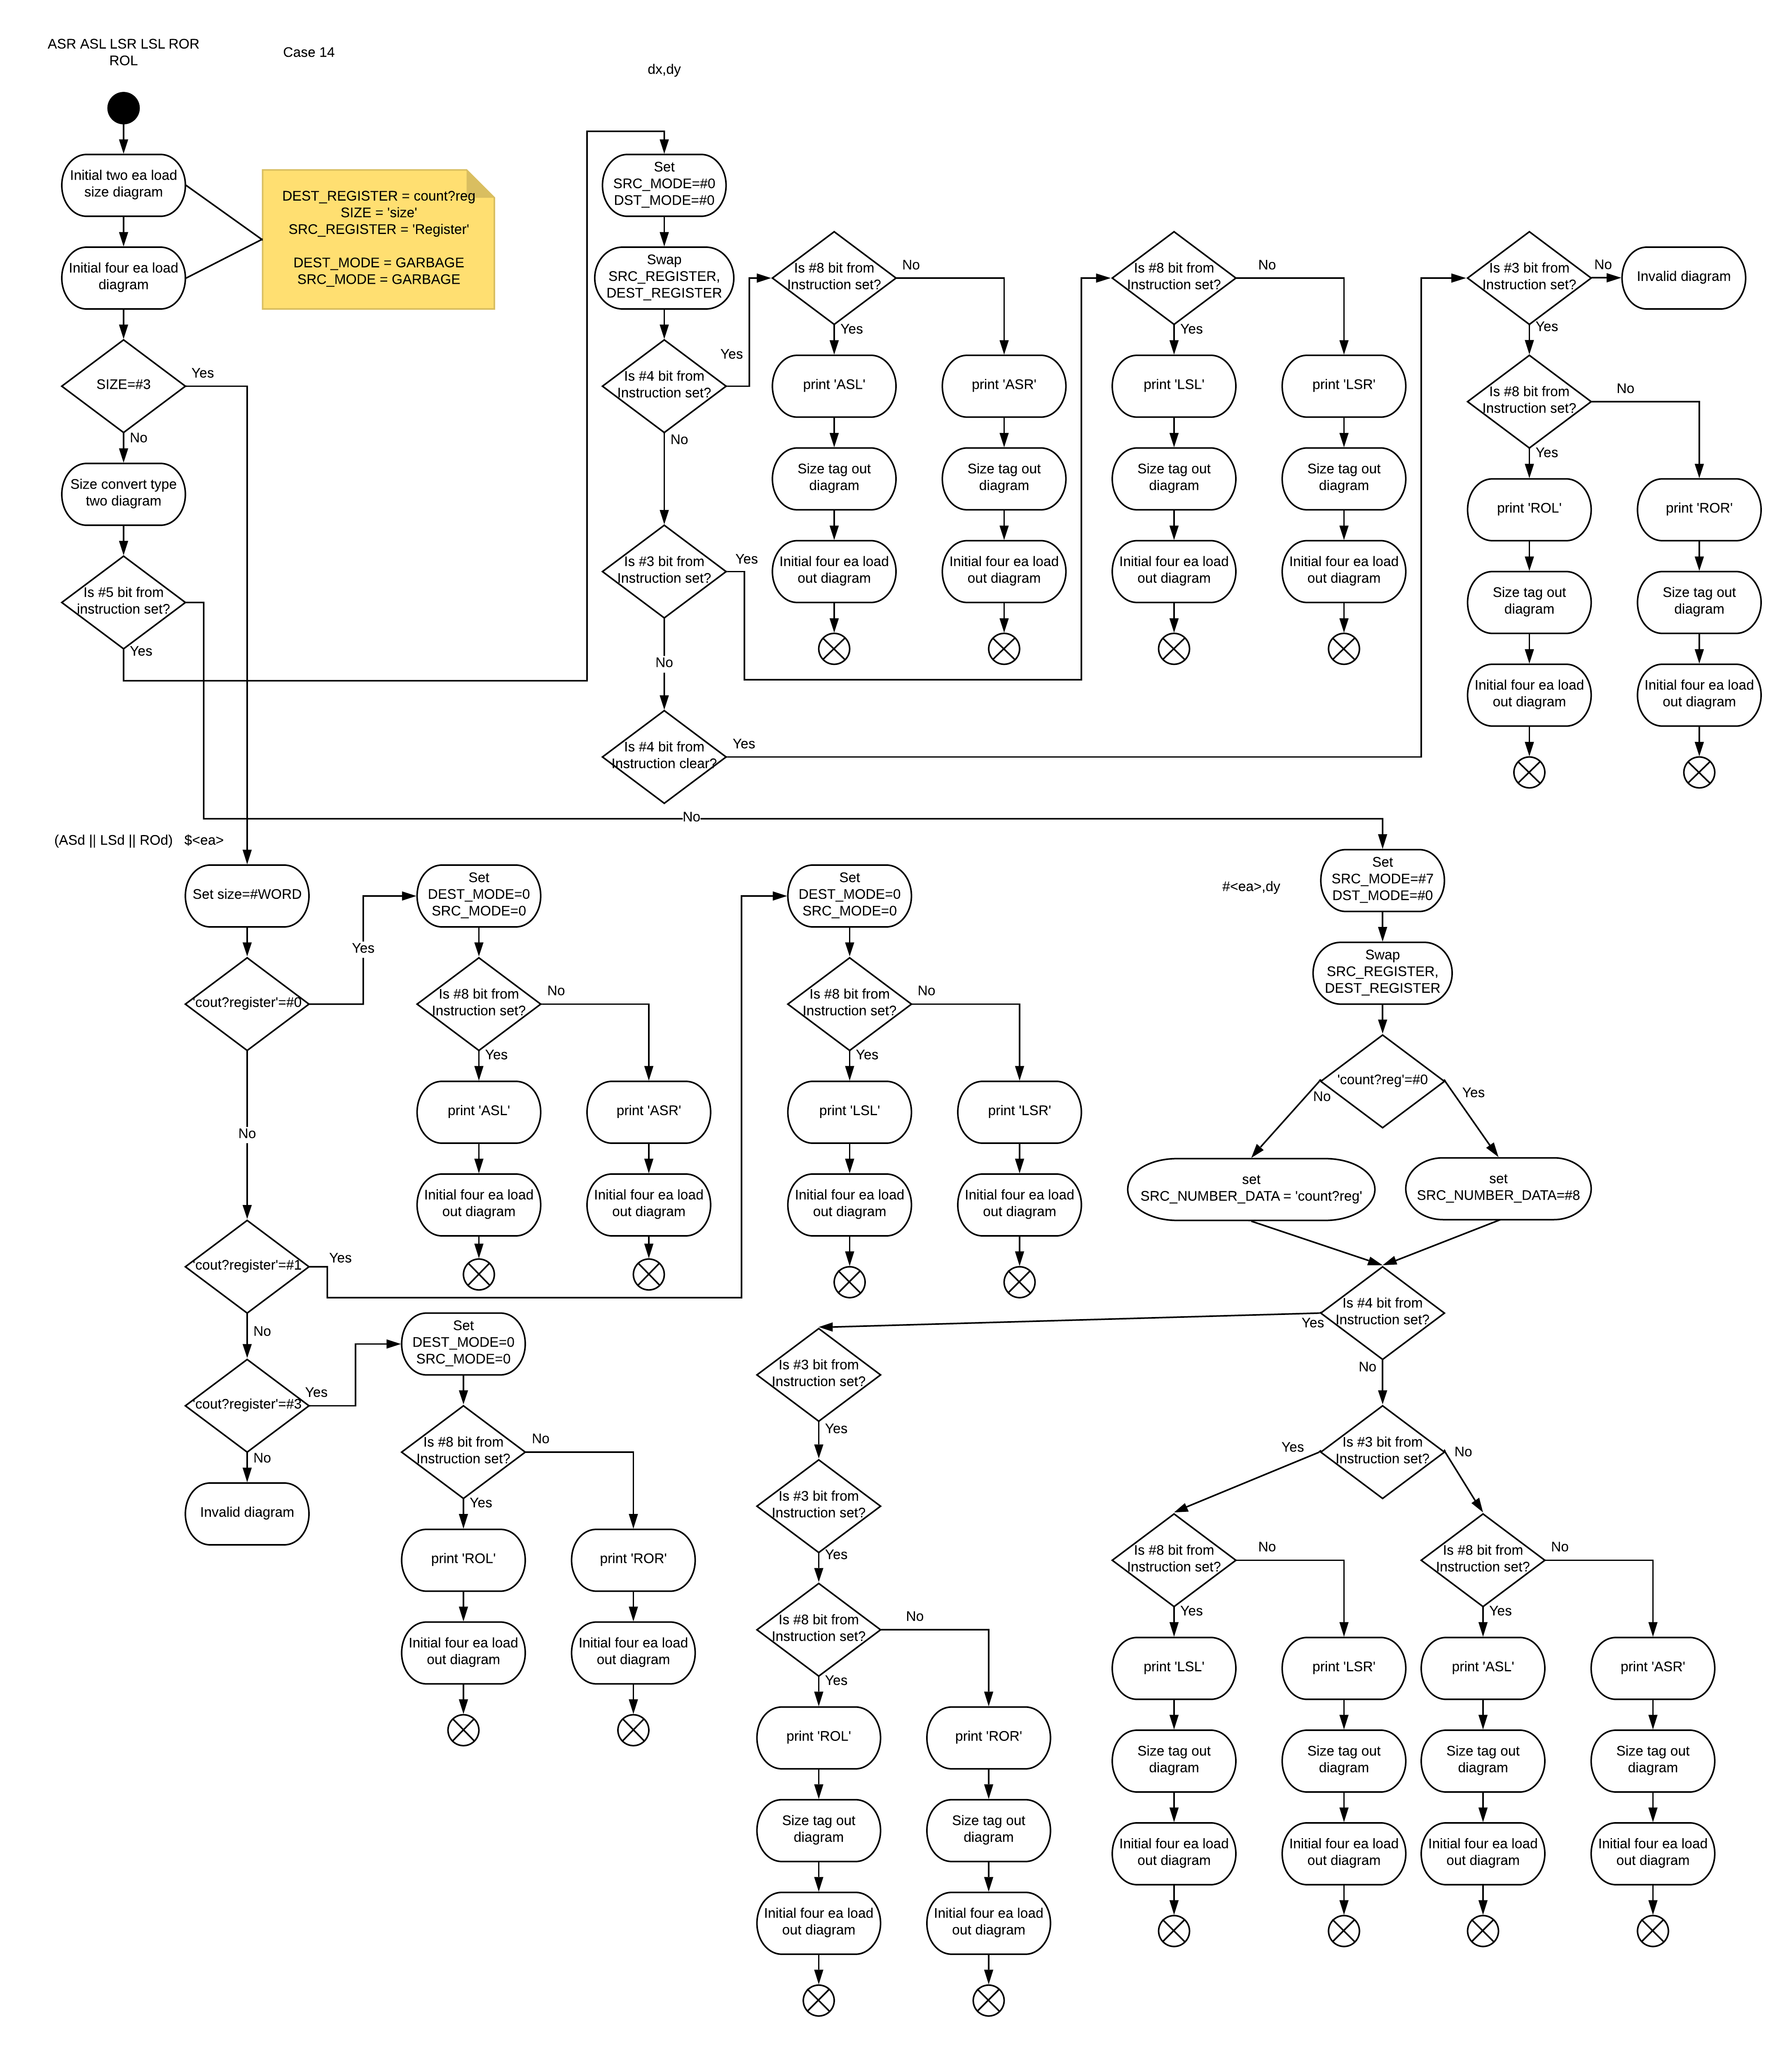 ASR ASL LSR LSL ROR
ROL
Case 14
dx,dy
Initial two ea load
size diagram
DEST_REGISTER = count?reg
SIZE = 'size'
SRC_REGISTER = 'Register'
DEST_MODE = GARBAGE
SRC_MODE = GARBAGE
Initial four ea load
diagram
SIZE=#3
Yes
No
Size convert type
two diagram
Is #5 bit from
instruction set?
Yes
No
Set
SRC_MODE=#0
DST_MODE=#0
Swap
SRC_REGISTER,
DEST_REGISTER
Is #4 bit from
Instruction set?
Yes
No
Is #3 bit from
Instruction set?
Yes
No
Is #4 bit from
Instruction clear?
Yes
Is #8 bit from
Instruction set?
No
Yes
print 'ASL'
Size tag out
diagram
Initial four ea load
out diagram
print 'ASR'
Size tag out
diagram
Initial four ea load
out diagram
Is #8 bit from
Instruction set?
No
Yes
print 'LSL'
Size tag out
diagram
Initial four ea load
out diagram
print 'LSR'
Size tag out
diagram
Initial four ea load
out diagram
Is #3 bit from
Instruction set?
No
Invalid diagram
Yes
Is #8 bit from
Instruction set?
No
Yes
print 'ROL'
Size tag out
diagram
Initial four ea load
out diagram
print 'ROR'
Size tag out
diagram
Initial four ea load
out diagram
(ASd || LSd || ROd) $<ea>
Set size=#WORD
'cout?register'=#0
Yes
No
Set
DEST_MODE=0
SRC_MODE=0
Is #8 bit from
Instruction set?
No
Yes
print 'ASL'
Initial four ea load
out diagram
print 'ASR'
Initial four ea load
out diagram
'cout?register'=#1
Yes
No
Set
DEST_MODE=0
SRC_MODE=0
Is #8 bit from
Instruction set?
No
Yes
print 'LSL'
Initial four ea load
out diagram
print 'LSR'
Initial four ea load
out diagram
'cout?register'=#3
Yes
No
Invalid diagram
Set
DEST_MODE=0
SRC_MODE=0
Is #8 bit from
Instruction set?
No
Yes
print 'ROL'
Initial four ea load
out diagram
print 'ROR'
Initial four ea load
out diagram
#<ea>,dy
Set
SRC_MODE=#7
DST_MODE=#0
Swap
SRC_REGISTER,
DEST_REGISTER
'count?reg'=#0
No
Yes
set
SRC_NUMBER_DATA = 'count?reg'
set
SRC_NUMBER_DATA=#8
Is #4 bit from
Instruction set?
Yes
No
Is #3 bit from
Instruction set?
Yes
Is #3 bit from
Instruction set?
Yes
Is #8 bit from
Instruction set?
No
Yes
print 'ROL'
Size tag out
diagram
Initial four ea load
out diagram
print 'ROR'
Size tag out
diagram
Initial four ea load
out diagram
Is #3 bit from
Instruction set?
Yes
No
Is #8 bit from
Instruction set?
No
Yes
print 'LSL'
Size tag out
diagram
Initial four ea load
out diagram
print 'LSR'
Size tag out
diagram
Initial four ea load
out diagram
Is #8 bit from
Instruction set?
No
Yes
print 'ASL'
Size tag out
diagram
Initial four ea load
out diagram
print 'ASR'
Size tag out
diagram
Initial four ea load
out diagram